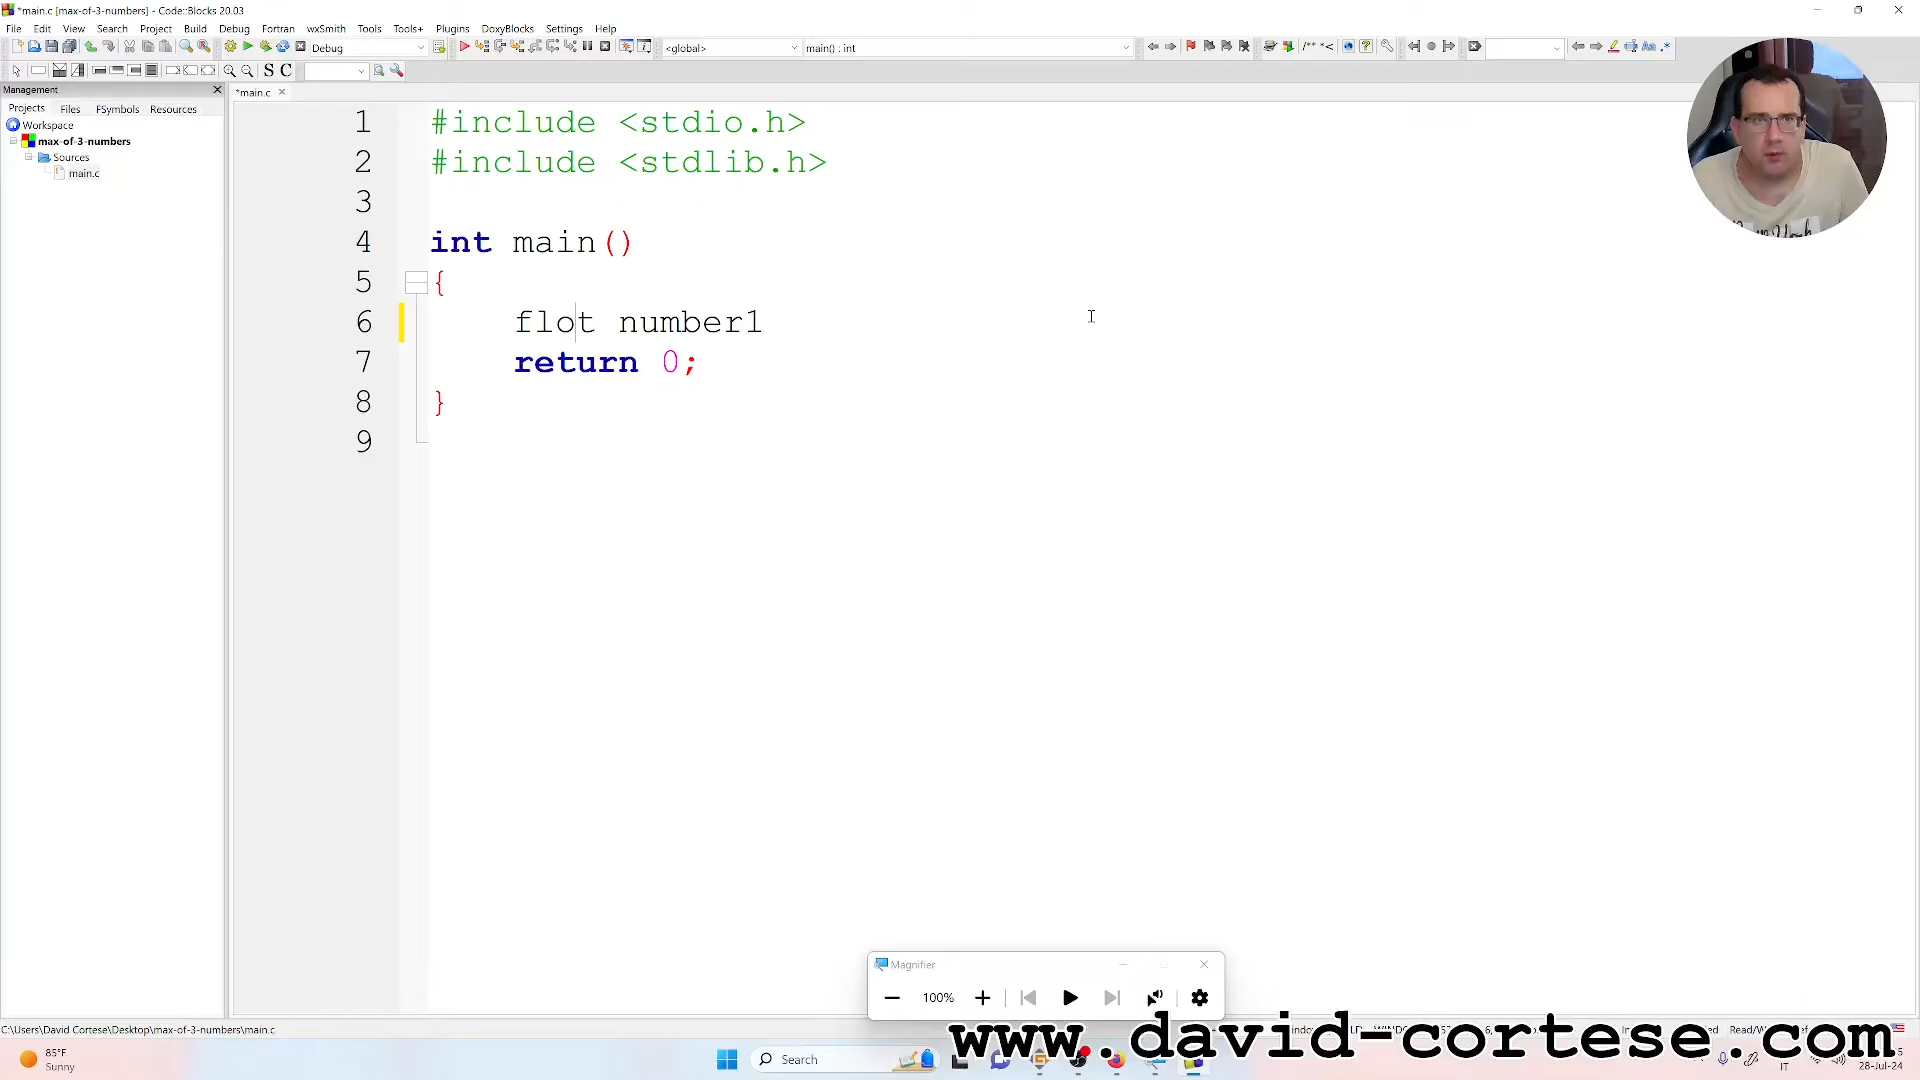 *main.c [max-of-3-numbers] - Code::Blocks 20.03
File Edit View Search Project Build Debug Fortran wxSmith Tools Tools+ Plugins DoxyBlocks Settings Help
Debug <global> main() : int
S C
Management
Projects Files FSymbols Resources
Workspace
max-of-3-numbers
Sources
main.c
*main.c
1 #include <stdio.h>
2 #include <stdlib.h>
3
4 int main()
5 {
6 flot number1
7 return 0;
8 }
9
Magnifier
100%
C:\Users\David Cortese\Desktop\max-of-3-numbers\main.c
www.david-cortese.com
85°F
Sunny
Search
IT
28-Jul-24